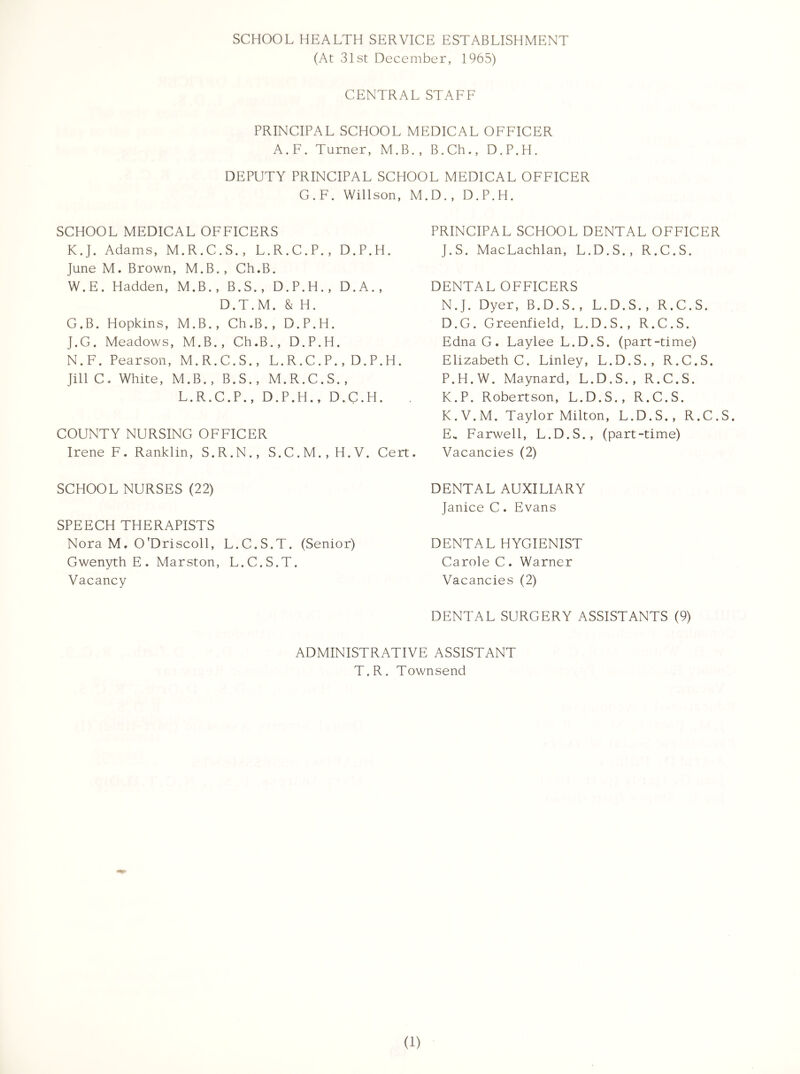 SCHOOL HEALTH SERVICE ESTABLISHMENT
(At 31st December, 1965)
CENTRAL STAFF
PRINCIPAL SCHOOL MEDICAL OFFICER
A.F. Turner, M.B., B.Ch., D.P.H.
DEPUTY PRINCIPAL SCHOOL MEDICAL OFFICER
G.F. Willson, M.D., D.P.H.
SCHOOL MEDICAL OFFICERS
K.J. Adams, M.R.C.S., L.R.C.P., D.P.H.
June M. Brown, M.B., Ch.B.
W.E. Hadden, M.B., B.S., D.P.H., D.A.,
D.T.M. & H.
G.B. Hopkins, M.B., Ch.B., D.P.H.
J.G. Meadows, M.B., Ch.B., D.P.H.
N.F. Pearson, M.R.C.S., L.R.C.P., D.P.H.
Jill C. White, M.B., B.S., M.R.C.S.,
L.R.C.P., D.P.H., D.C.H.
COUNTY NURSING OFFICER
Irene F. Ranklin, S.R.N., S.C.M., H.V. Cert.
SCHOOL NURSES (22)
SPEECH THERAPISTS
Nora M. O'Driscoll, L.C.S.T. (Senior)
Gwenyth E. Marston, L.C.S.T.
Vacancy
PRINCIPAL SCHOOL DENTAL OFFICER
J.S. MacLachlan, L.D.S., R.C.S.
DENTAL OFFICERS
N.J. Dyer, B.D.S., L.D.S., R.C.S.
D.G. Greenfield, L.D.S., R.C.S.
Edna G. Laylee L.D.S. (part-time)
Elizabeth C. Linley, L.D.S., R.C.S.
P.H.W. Maynard, L.D.S., R.C.S.
K.P. Robertson, L.D.S., R.C.S.
K.V.M. Taylor Milton, L.D.S., R.C.S.
E. Farwell, L.D.S., (part-time)
Vacancies (2)
DENTAL AUXILIARY
Janice C. Evans
DENTAL HYGIENIST
Carole C. Warner
Vacancies (2)
DENTAL SURGERY ASSISTANTS (9)
ADMINISTRATIVE ASSISTANT
T.R. Townsend
(1)